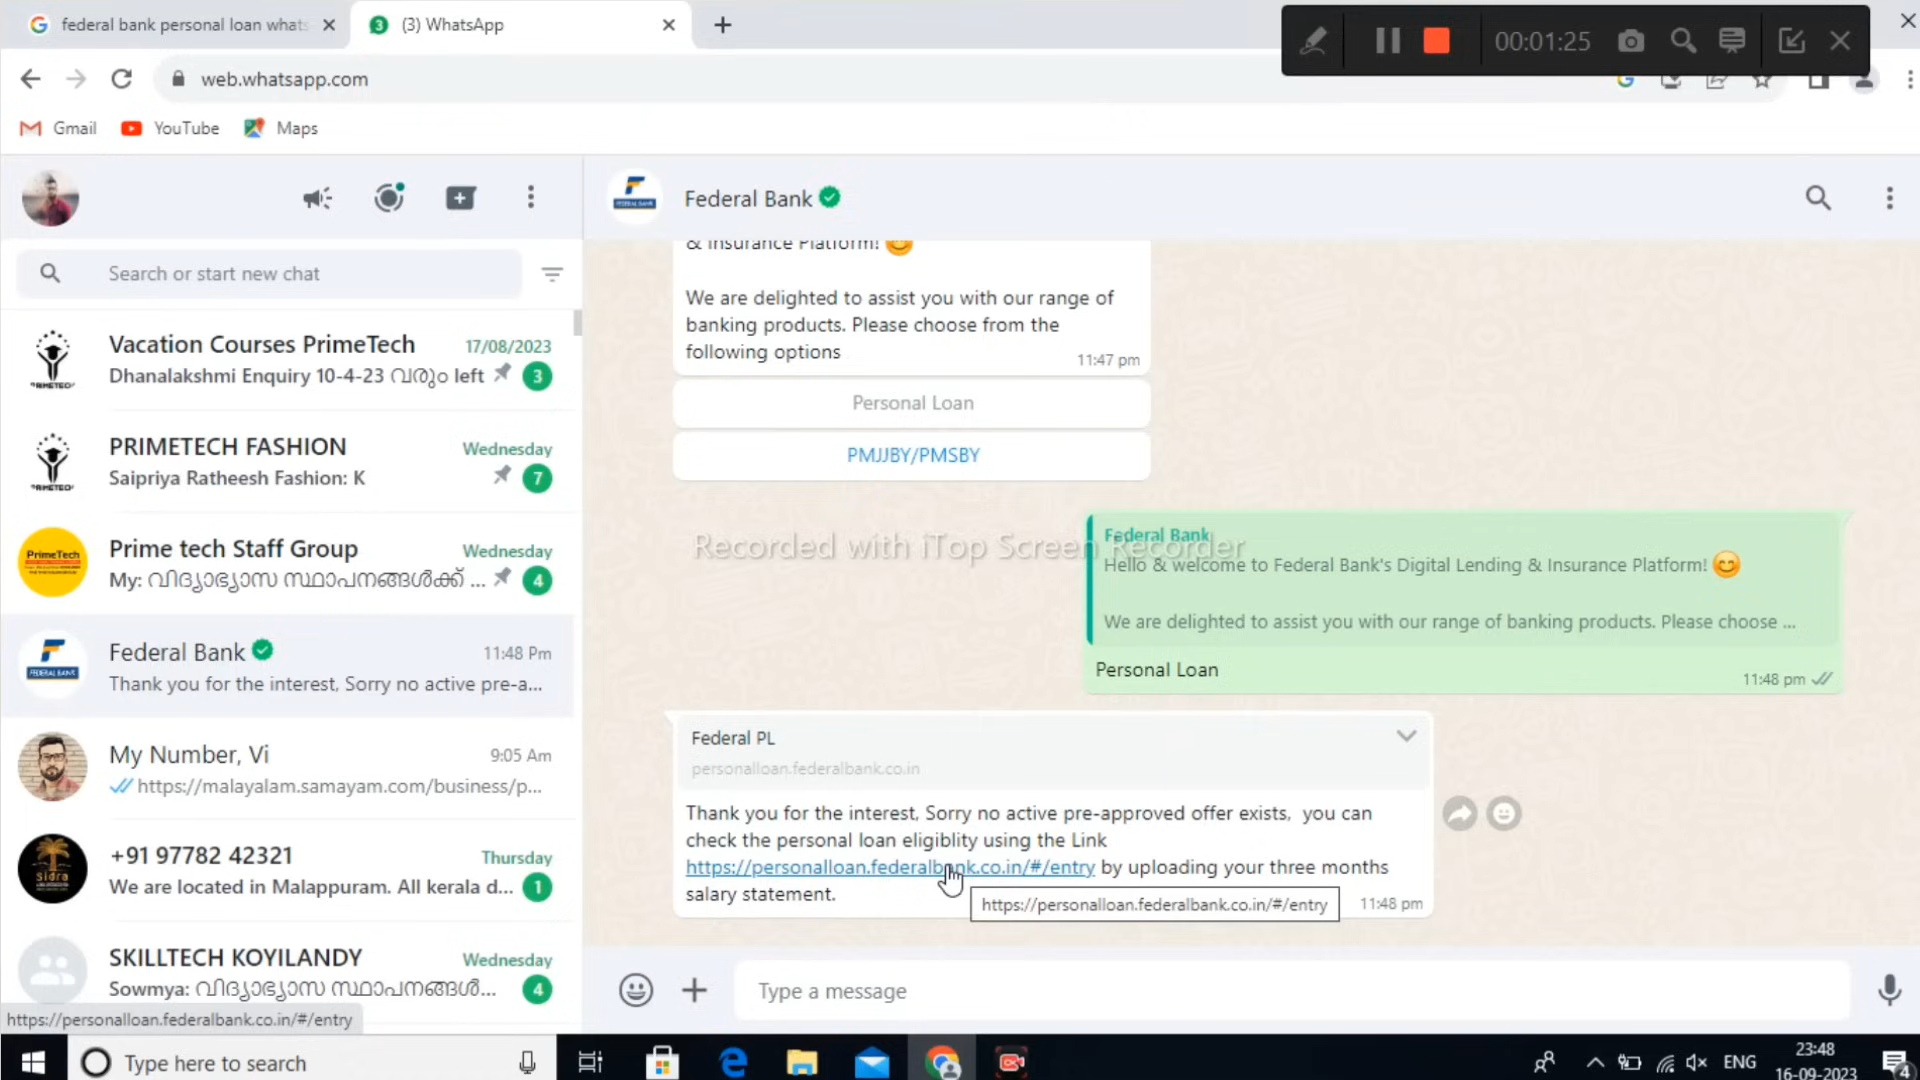 federal bank personal loan whats
3
(3) WhatsApp
00:01:25
web.whatsapp.com
Gmail
YouTube
Maps
Federal Bank
Search or start new chat
Vacation Courses PrimeTech
17/08/2023
Dhanalakshmi Enquiry 10-4-23 വരും left
3
PRIMETECH FASHION
Wednesday
Saipriya Ratheesh Fashion: K
7
Prime tech Staff Group
Wednesday
My: വിദ്യാഭ്യാസ സ്ഥാപനങ്ങൾക്ക് ...
4
Federal Bank
11:48 Pm
Thank you for the interest, Sorry no active pre-a...
My Number, Vi
9:05 Am
https://malayalam.samayam.com/business/p...
+91 97782 42321
Thursday
We are located in Malappuram. All kerala d...
1
SKILLTECH KOYILANDY
Wednesday
Sowmya: വിദ്യാഭ്യാസ സ്ഥാപനങ്ങൾ...
4
https://personalloan.federalbank.co.in/#/entry
& Insurance Platform!
We are delighted to assist you with our range of
banking products. Please choose from the
following options
11:47 pm
Personal Loan
PMJJBY/PMSBY
Recorded with iTop Screen Recorder
Federal Bank
Hello & welcome to Federal Bank's Digital Lending & Insurance Platform!
We are delighted to assist you with our range of banking products. Please choose ...
Personal Loan
11:48 pm
Federal PL
personalloan.federalbank.co.in
Thank you for the interest, Sorry no active pre-approved offer exists, you can
check the personal loan eligiblity using the Link
https://personalloan.federalbank.co.in/#/entry by uploading your three months
salary statement.
https://personalloan.federalbank.co.in/#/entry
11:48 pm
Type a message
Type here to search
ENG
23:48
16-09-2023
4